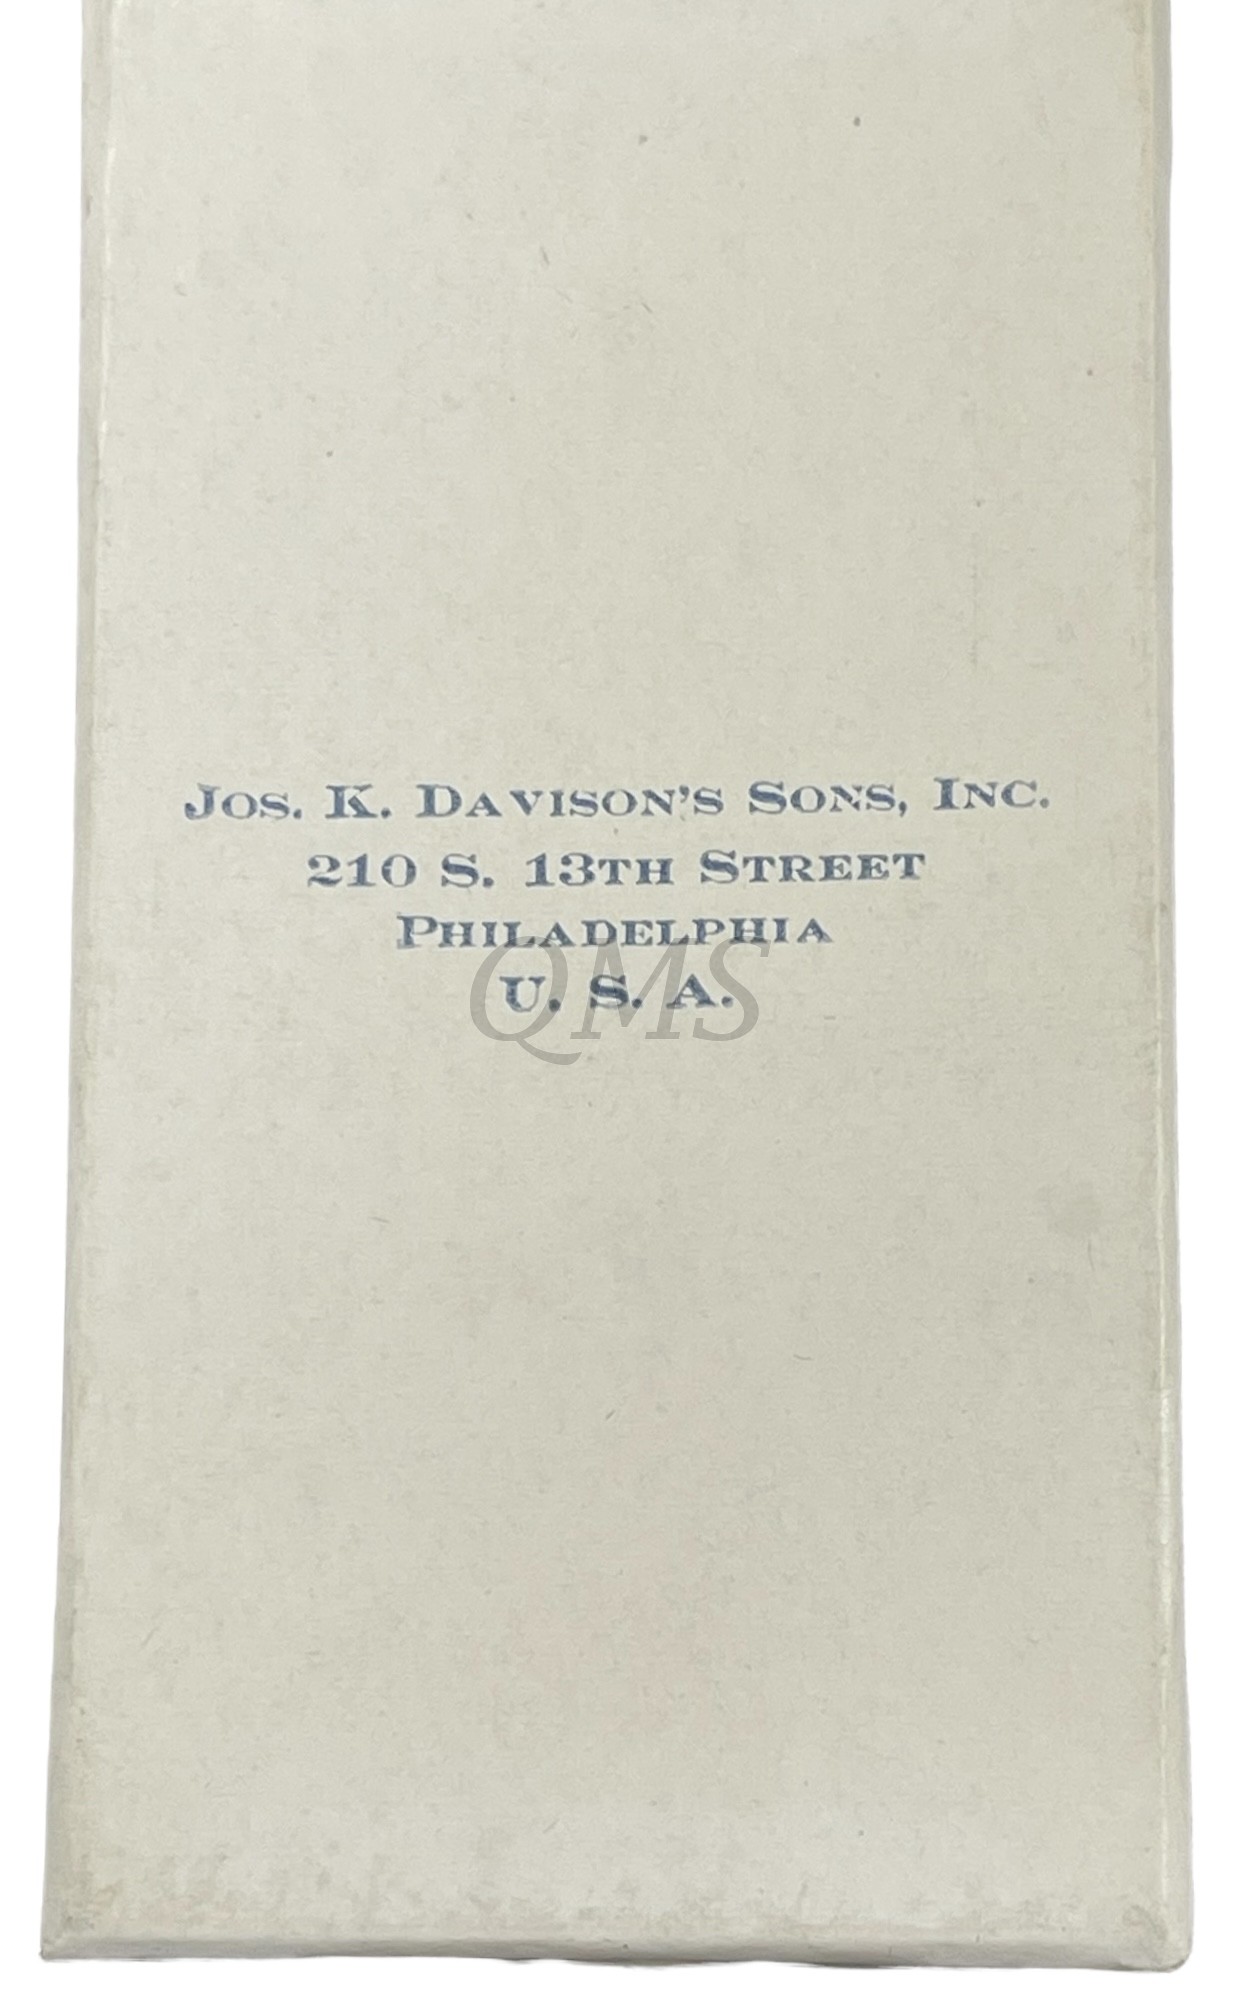 Jos. K. Davison's Sons, Inc.
210 S. 13th Street
Philadelphia
U. S. A.
QMS